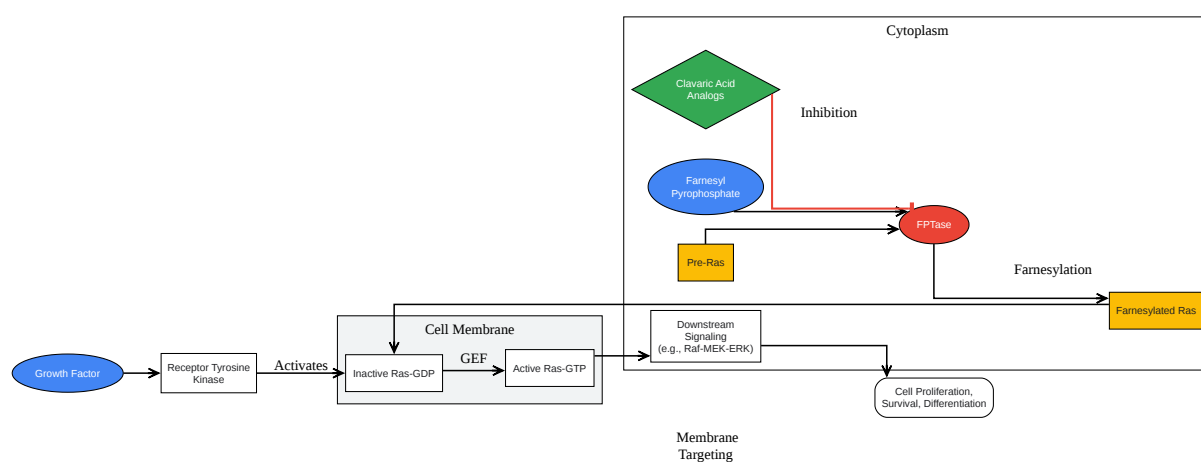 Cytoplasm
Clavaric Acid
Analogs
Inhibition
Farnesyl
Pyrophosphate
FPTase
Pre-Ras
Farnesylation
Farnesylated Ras
Cell Membrane
Downstream
Signaling
(e.g., Raf-MEK-ERK)
Growth Factor
Receptor Tyrosine
Kinase
Activates
Inactive Ras-GDP
GEF
Active Ras-GTP
Cell Proliferation,
Survival, Differentiation
Membrane
Targeting